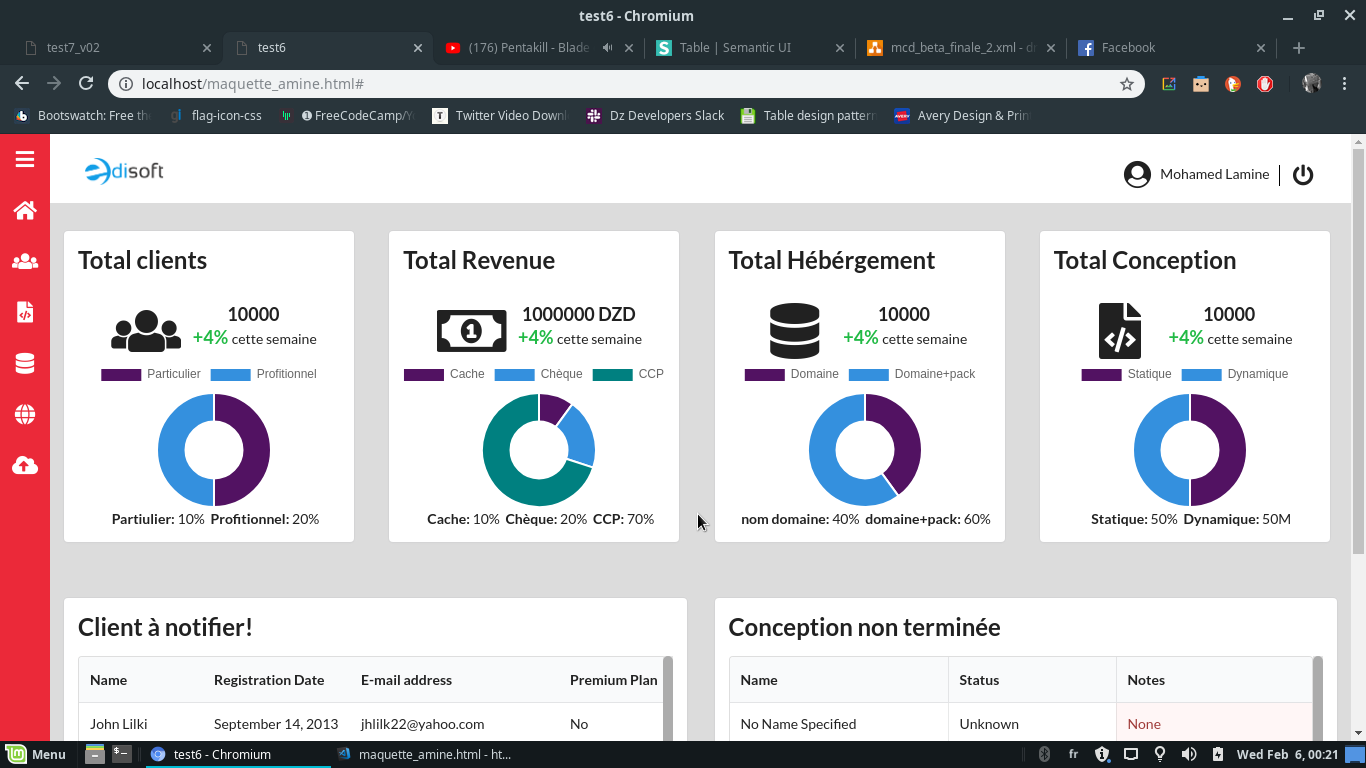 test6 - Chromium
test7_v02
test6
(176) Pentakill - Blade
Table | Semantic UI
mcd_beta_finale_2.xml - dr
Facebook
localhost/maquette_amine.html#
Bootswatch: Free th
flag-icon-css
FreeCodeCamp/Y
Twitter Video Downl
Dz Developers Slack
Table design pattern
Avery Design & Prin
edisoft
Mohamed Lamine
Total clients
10000
+4% cette semaine
Particulier Profitionnel
Partiulier: 10% Profitionnel: 20%
Total Revenue
1
1000000 DZD
+4% cette semaine
Cache Chèque CCP
Cache: 10% Chèque: 20% CCP: 70%
Total Hébérgement
10000
+4% cette semaine
Domaine Domaine+pack
nom domaine: 40% domaine+pack: 60%
Total Conception
10000
+4% cette semaine
Statique Dynamique
Statique: 50% Dynamique: 50M
Client à notifier!
Name Registration Date E-mail address Premium Plan
John Lilki September 14, 2013 jhlilk22@yahoo.com No
Conception non terminée
Name Status Notes
No Name Specified Unknown None
Menu
test6 - Chromium
maquette_amine.html - ht...
fr
Wed Feb 6, 00:21